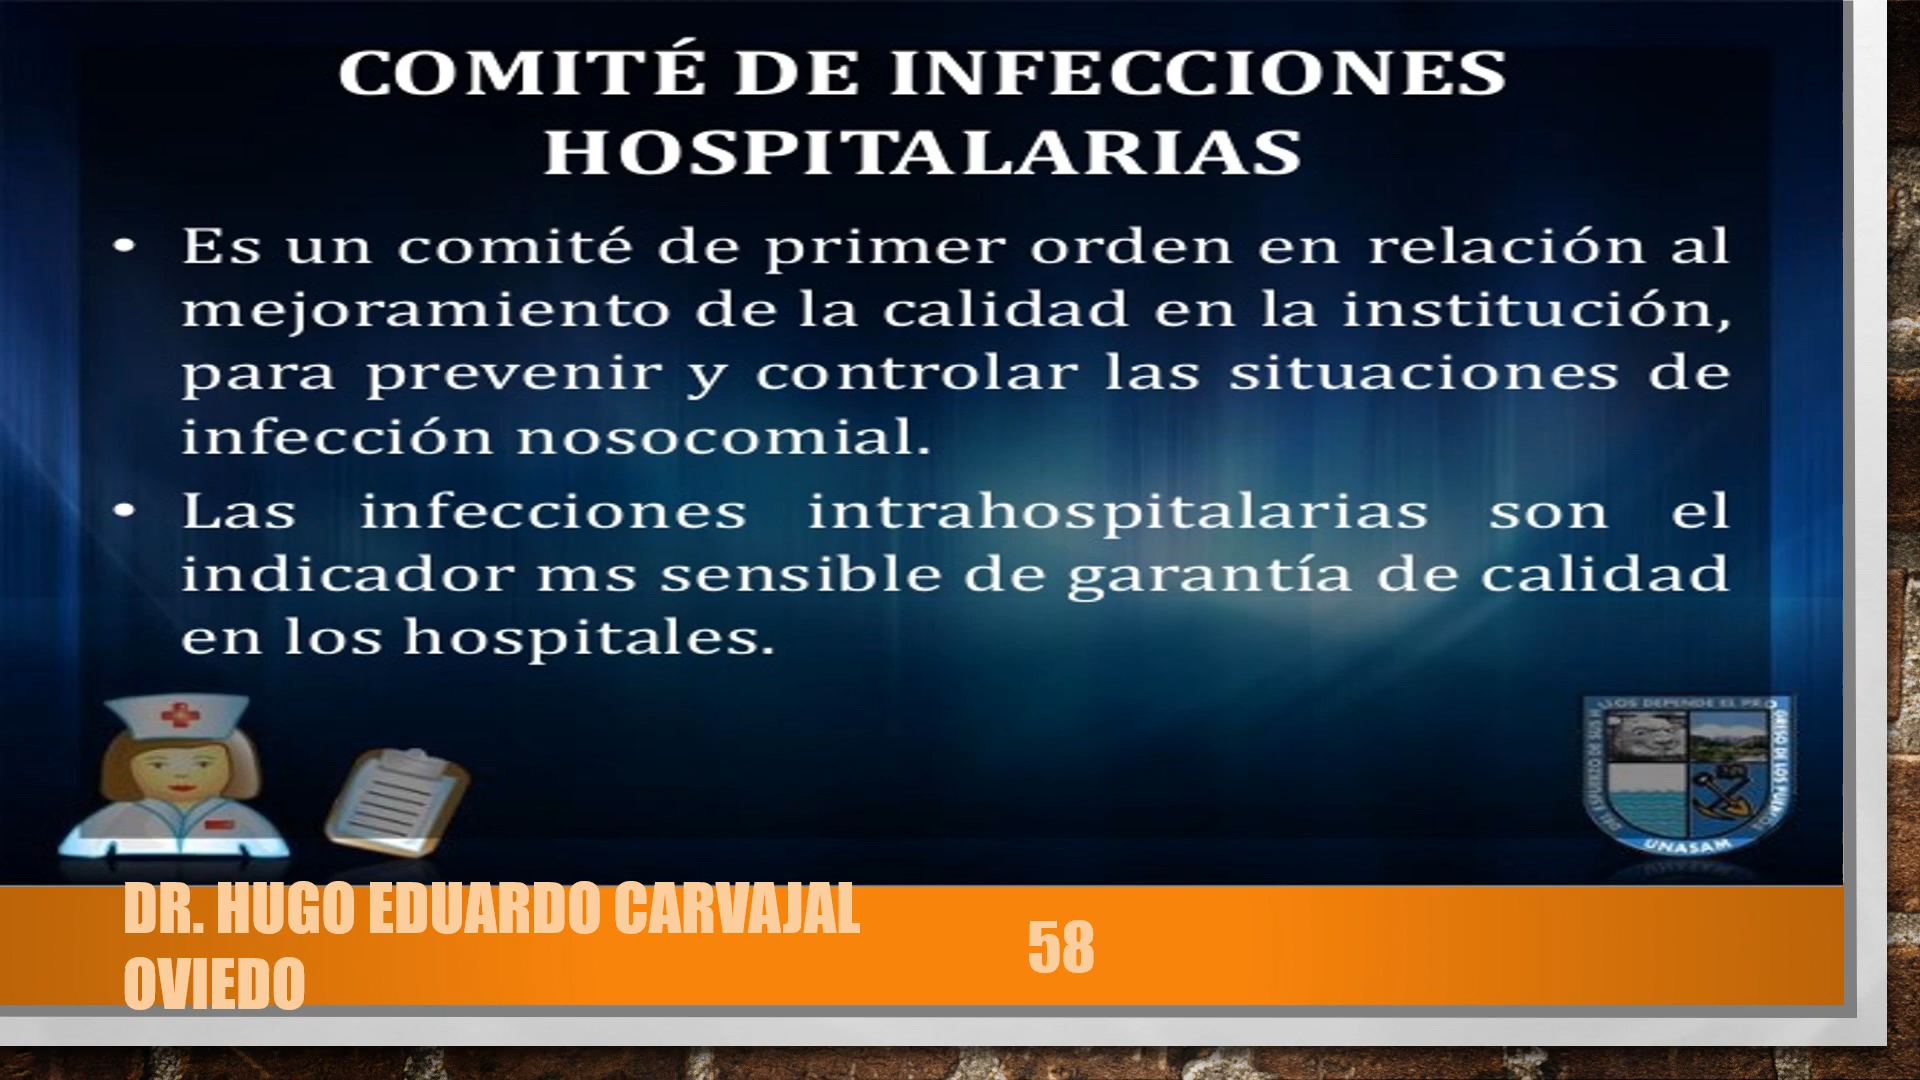 COMITÉ DE INFECCIONES
HOSPITALARIAS
• Es un comité de primer orden en relación al
mejoramiento de la calidad en la institución,
para prevenir y controlar las situaciones de
infección nosocomial.
• Las infecciones intrahospitalarias son el
indicador ms sensible de garantía de calidad
en los hospitales.
UNASAM
DR. HUGO EDUARDO CARVAJAL
OVIEDO
58